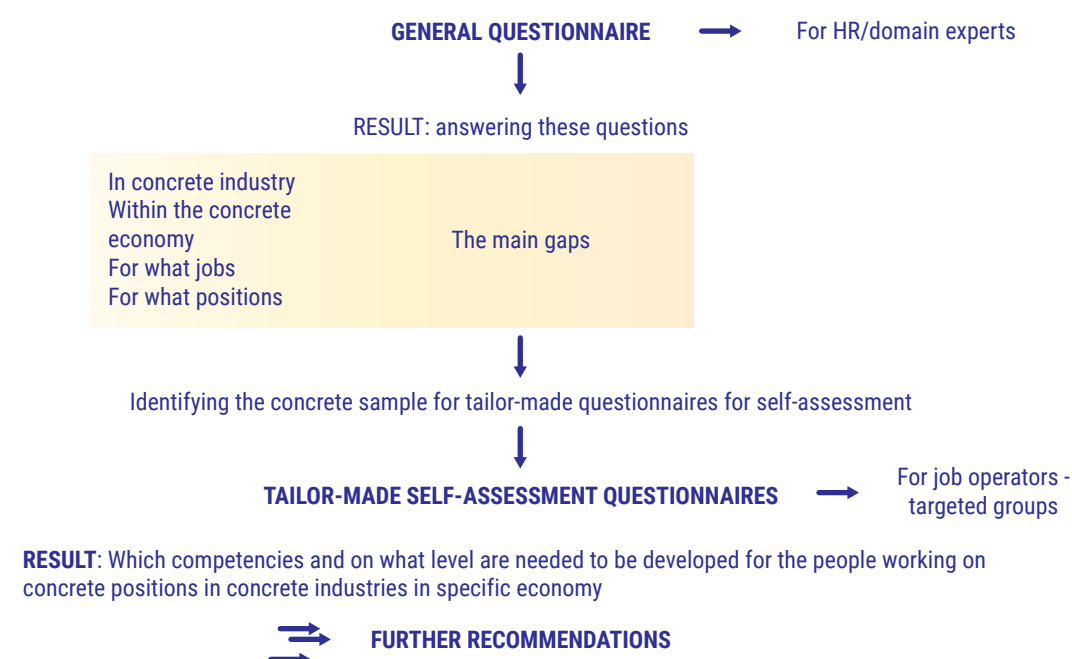 GENERAL QUESTIONNAIRE
For HR/domain experts
RESULT: answering these questions
In concrete industry
Within the concrete
economy
For what jobs
For what positions
The main gaps
Identifying the concrete sample for tailor-made questionnaires for self-assessment
TAILOR-MADE SELF-ASSESSMENT QUESTIONNAIRES
For job operators -
targeted groups
RESULT: Which competencies and on what level are needed to be developed for the people working on
concrete positions in concrete industries in specific economy
FURTHER RECOMMENDATIONS